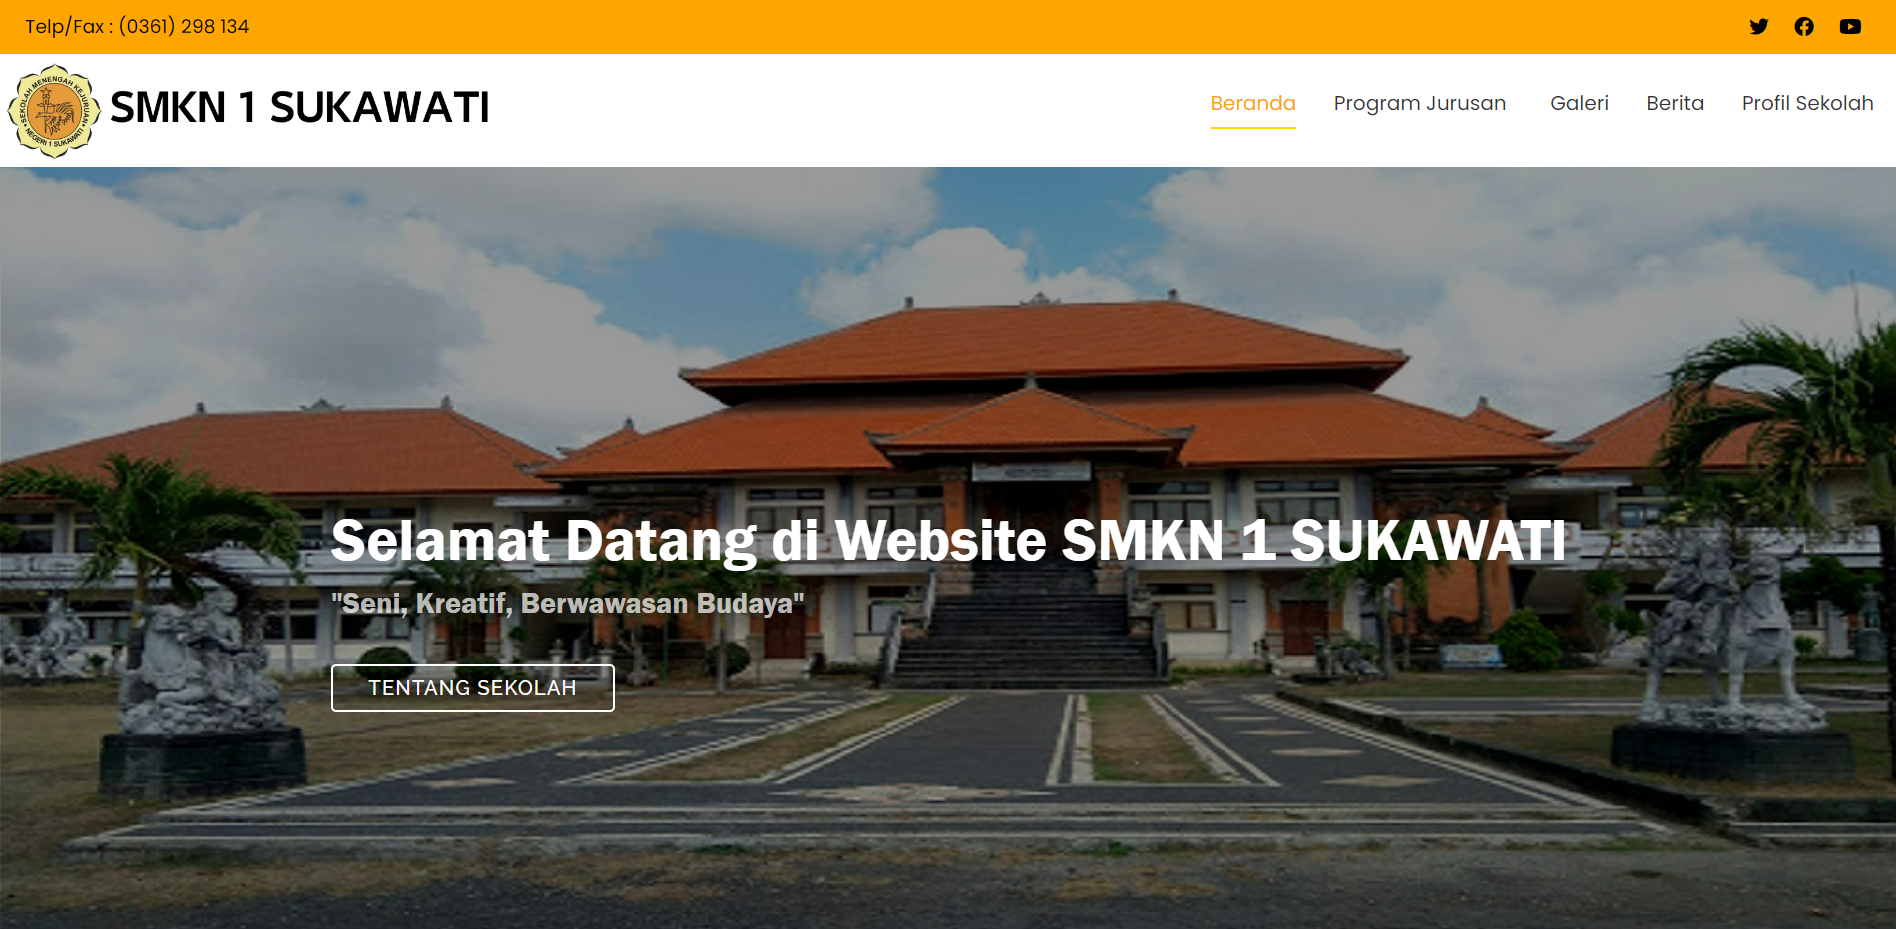 Telp/Fax : (0361) 298 134
SEKOLAH MENENGAH KEJURUAN
NEGERI 1 SUKAWATI
SMKN 1 SUKAWATI
Beranda
Program Jurusan
Galeri
Berita
Profil Sekolah
Selamat Datang di Website SMKN 1 SUKAWATI
"Seni, Kreatif, Berwawasan Budaya"
TENTANG SEKOLAH